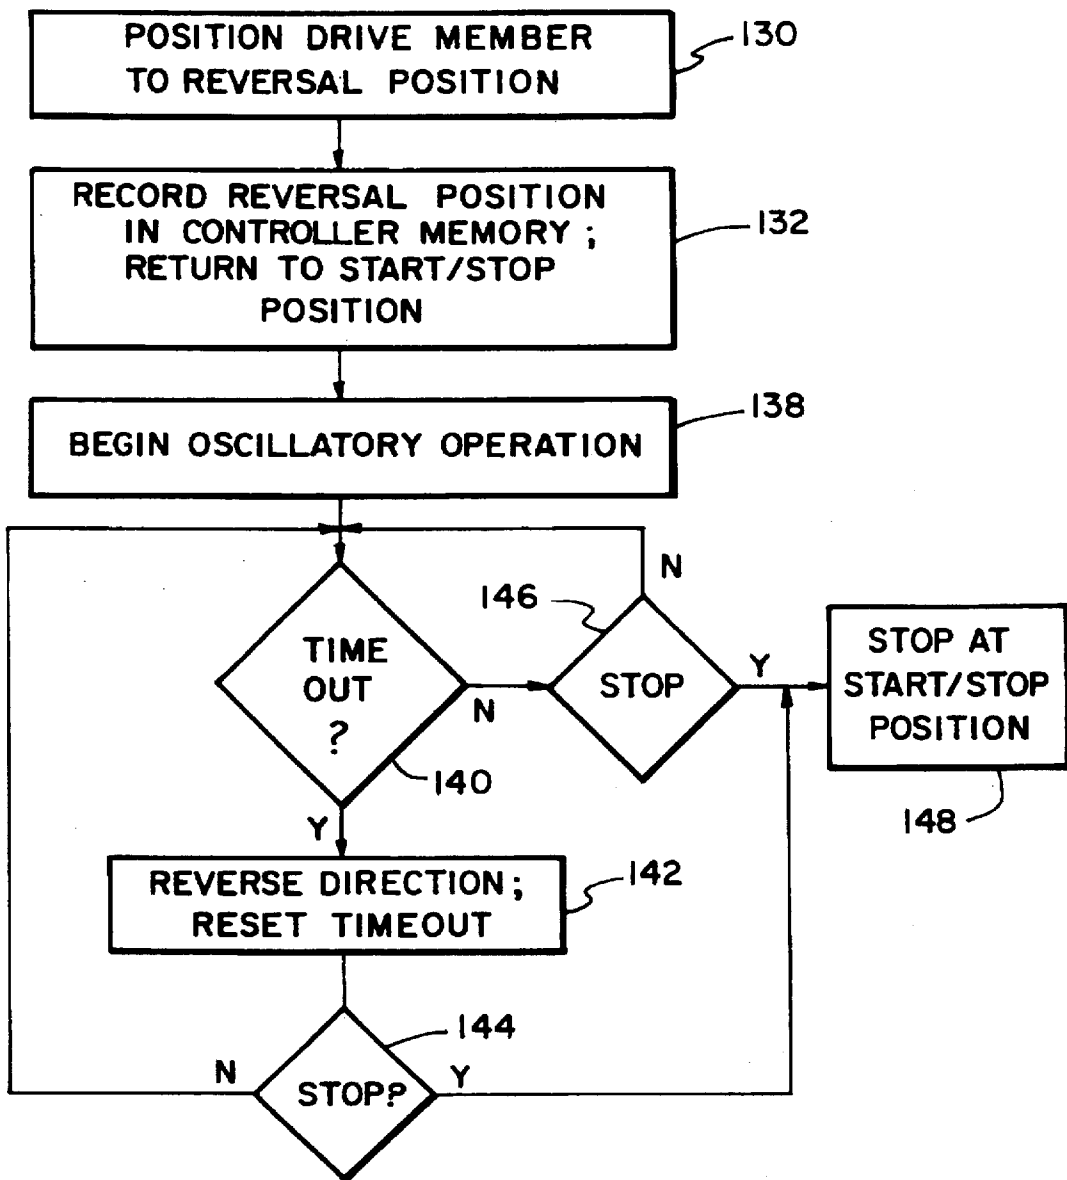 POSITION DRIVE MEMBER
TO REVERSAL POSITION
130
RECORD REVERSAL POSITION
IN CONTROLLER MEMORY ;
RETURN TO START/STOP
POSITION
132
BEGIN OSCILLATORY OPERATION
138
TIME
OUT
?
140
N
Y
146
STOP
N
Y
STOP AT
START/STOP
POSITION
148
REVERSE DIRECTION ;
RESET TIMEOUT
142
STOP?
144
N
Y